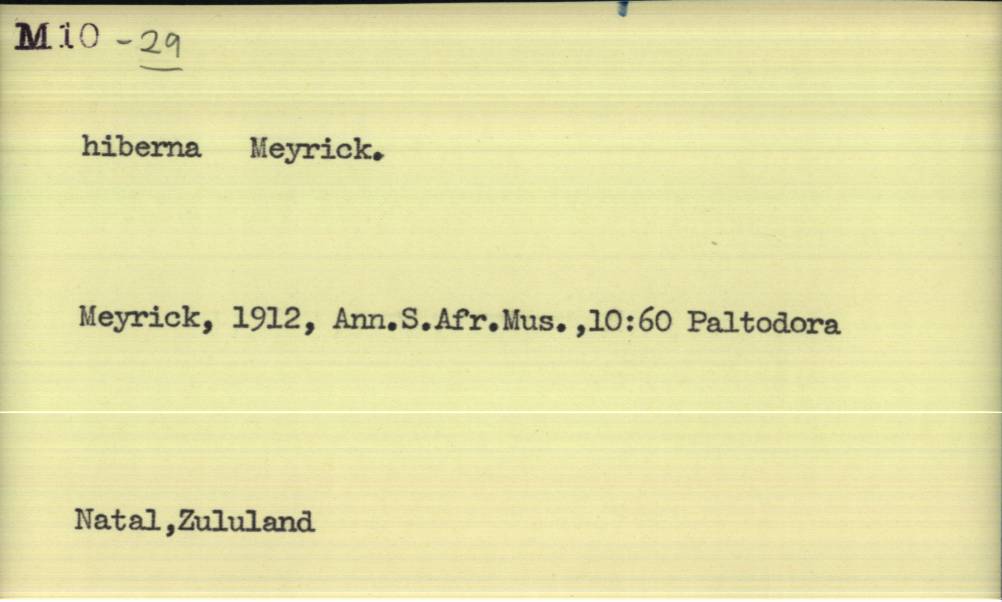 M10 -29
hiberna Meyrick.
Meyrick, 1912, Ann.S.Afr.Mus.,10:60 Paltodora
Natal,Zululand